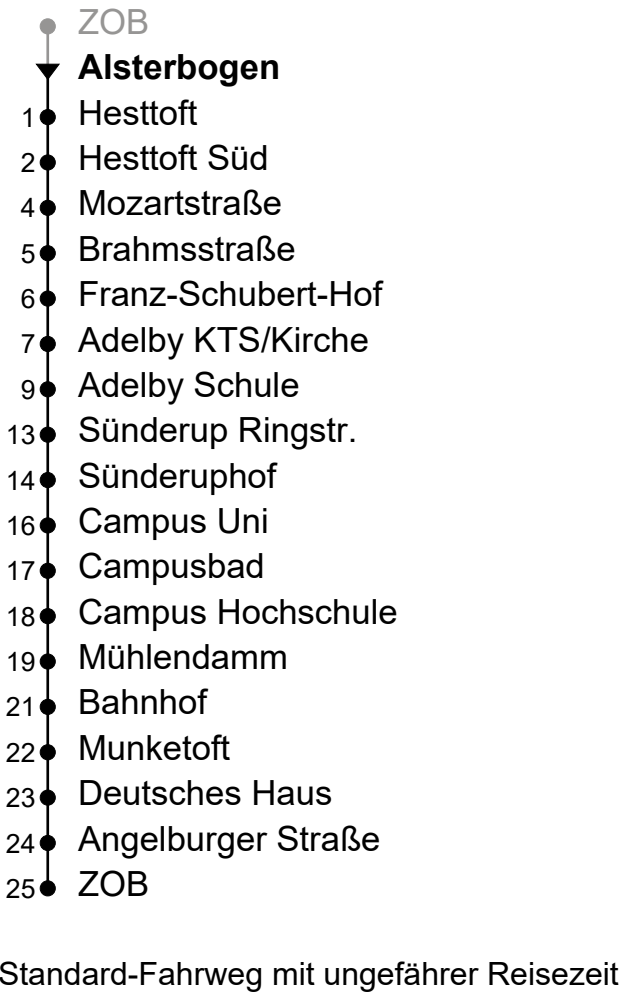 ZOB
Alsterbogen
1 Hesttoft
2 Hesttoft Süd
4 Mozartstraße
5 Brahmsstraße
6 Franz-Schubert-Hof
7 Adelby KTS/Kirche
9 Adelby Schule
13 Sünderup Ringstr.
14 Sünderuphof
16 Campus Uni
17 Campusbad
18 Campus Hochschule
19 Mühlendamm
21 Bahnhof
22 Munketoft
23 Deutsches Haus
24 Angelburger Straße
25 ZOB
Standard-Fahrweg mit ungefährer Reisezeit